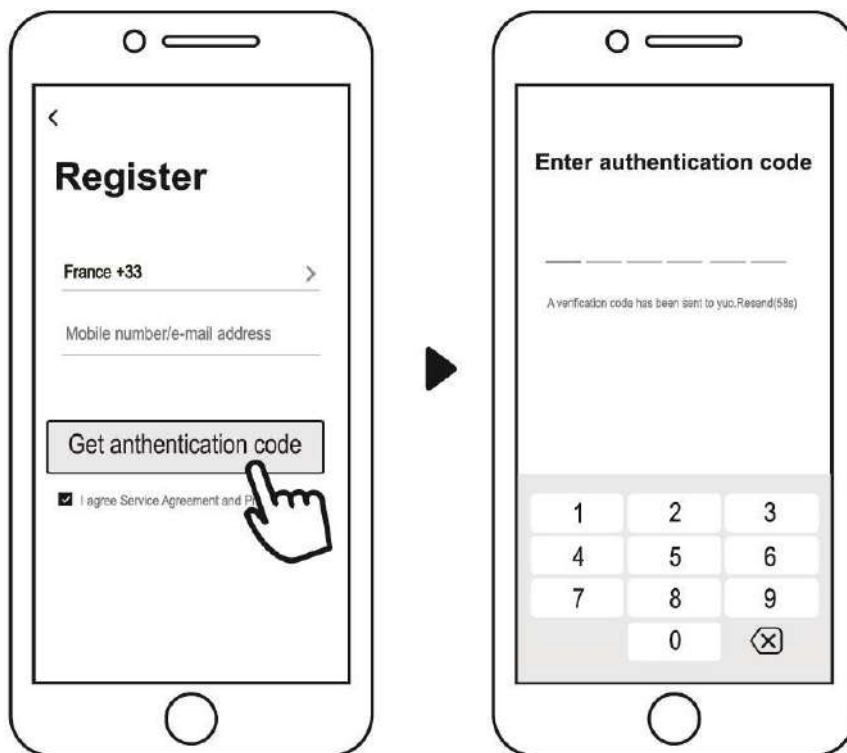 Register
France +33
Mobile number/e-mail address
Get anthentication code
I agree Service Agreement and
Enter authentication code
A verification code has been sent to yuo.Resend(58s)
1 2 3
4 5 6
7 8 9
0